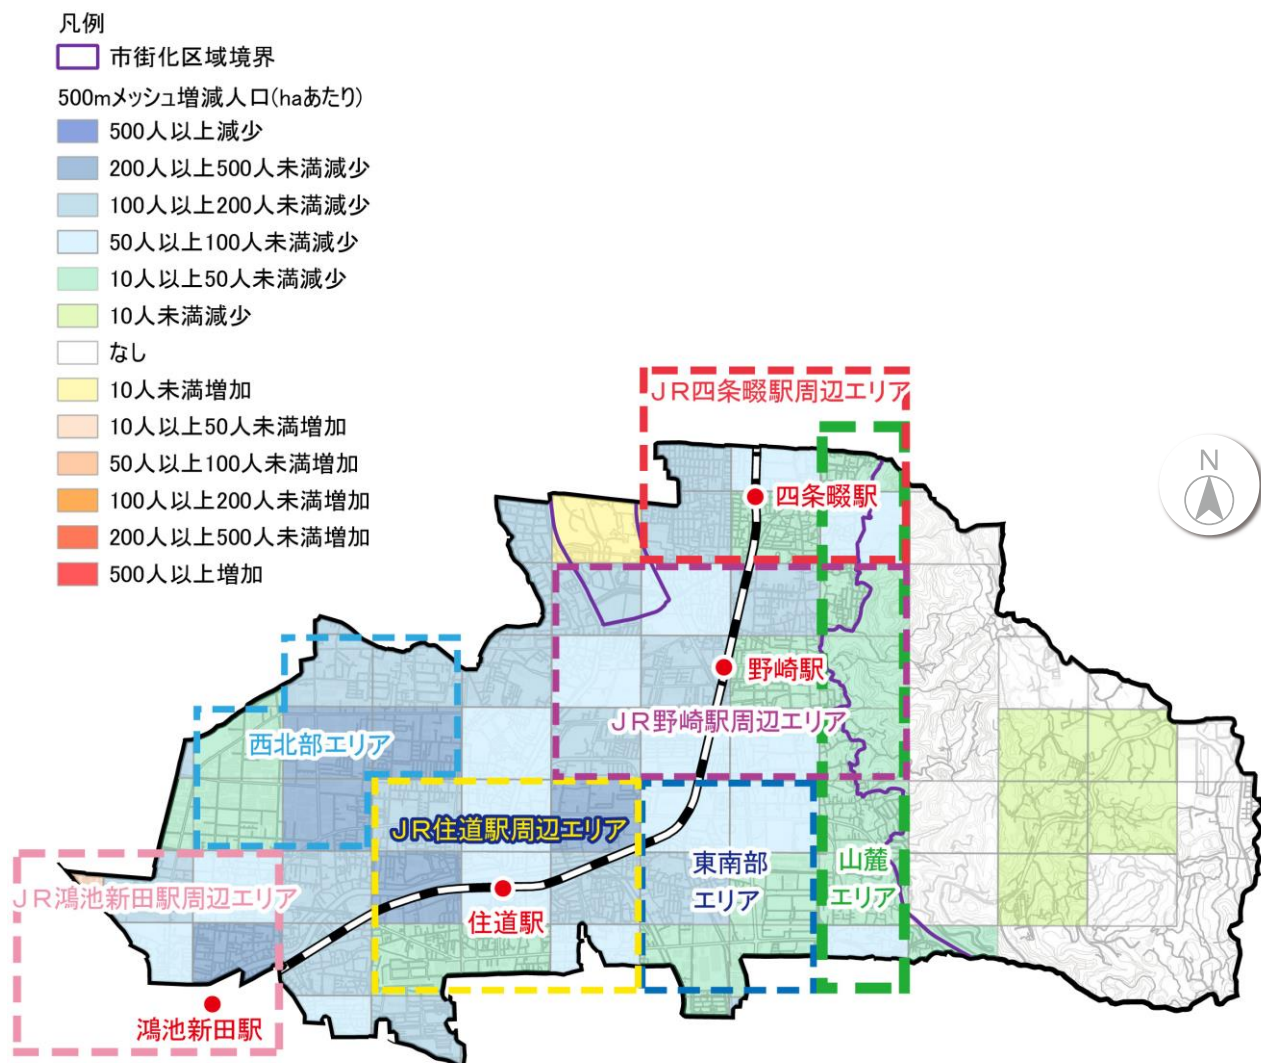 凡例
市街化区域境界
500mメッシュ増減人口(haあたり)
500人以上減少
200人以上500人未満減少
100人以上200人未満減少
50人以上100人未満減少
10人以上50人未満減少
10人未満減少
なし
10人未満増加
10人以上50人未満増加
50人以上100人未満増加
100人以上200人未満増加
200人以上500人未満増加
500人以上増加
JR四条畷駅周辺エリア
N
四条畷駅
野崎駅
JR野崎駅周辺エリア
西北部エリア
JR住道駅周辺エリア
東南部
エリア
山麓
エリア
JR鴻池新田駅周辺エリア
住道駅
鴻池新田駅